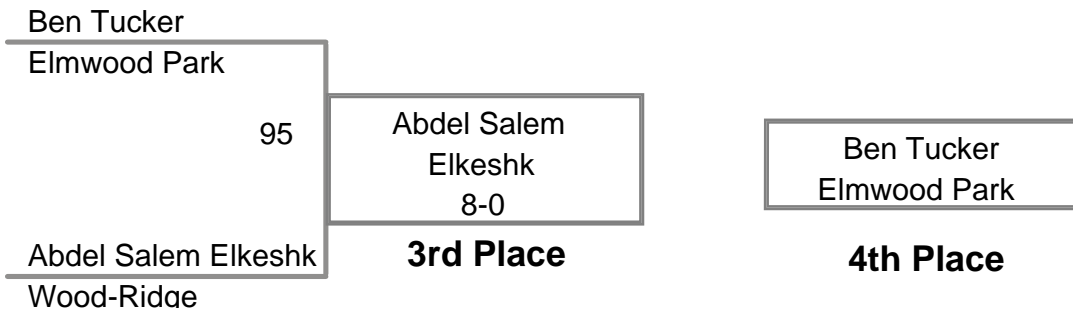 Ben Tucker
Elmwood Park
95
Abdel Salem
Elkeshk
8-0
3rd Place
Abdel Salem Elkeshk
Wood-Ridge
Ben Tucker
Elmwood Park
4th Place